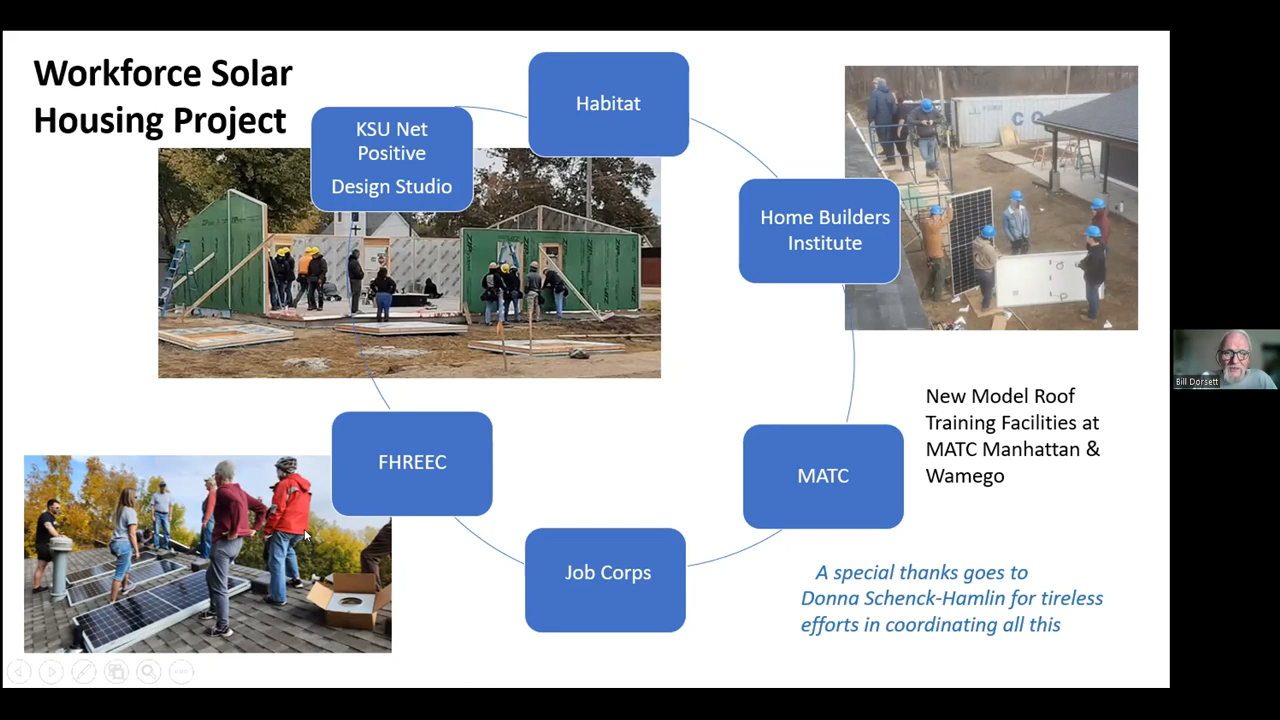 Workforce Solar
Housing Project
KSU Net
Positive
Design Studio
Habitat
Home Builders
Institute
MATC
Job Corps
FHREEC
New Model Roof
Training Facilities at
MATC Manhattan &
Wamego
A special thanks goes to
Donna Schenck-Hamlin for tireless
efforts in coordinating all this
Bill Dorsett